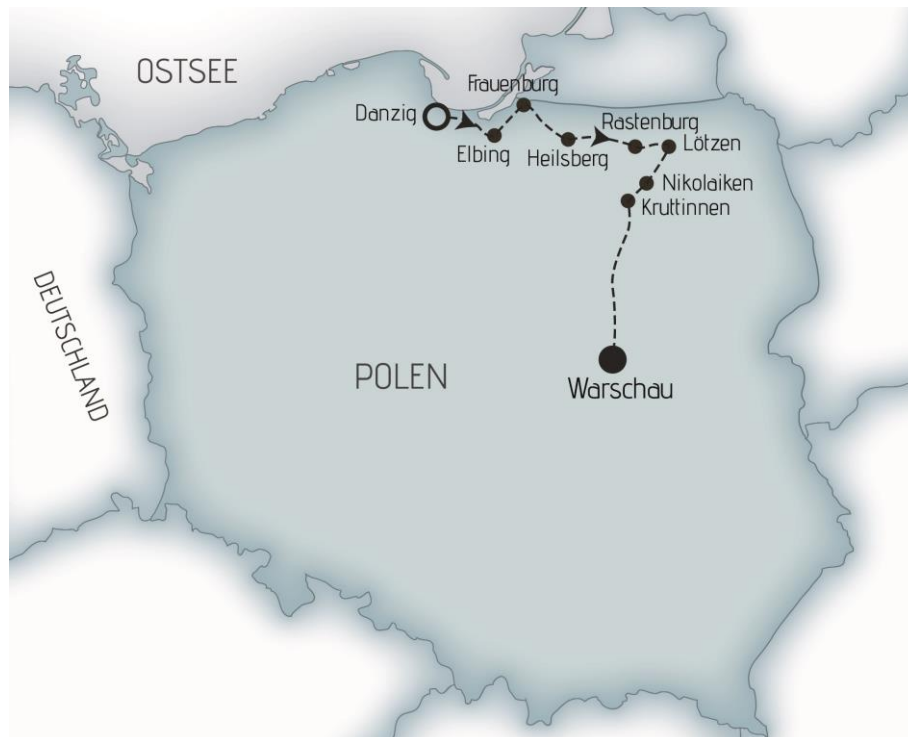 OSTSEE
Frauenburg
Danzig
Rastenburg
Elbing
Heilsberg
Lötzen
Nikolaiken
Kruttinnen
DEUTSCHLAND
POLEN
Warschau